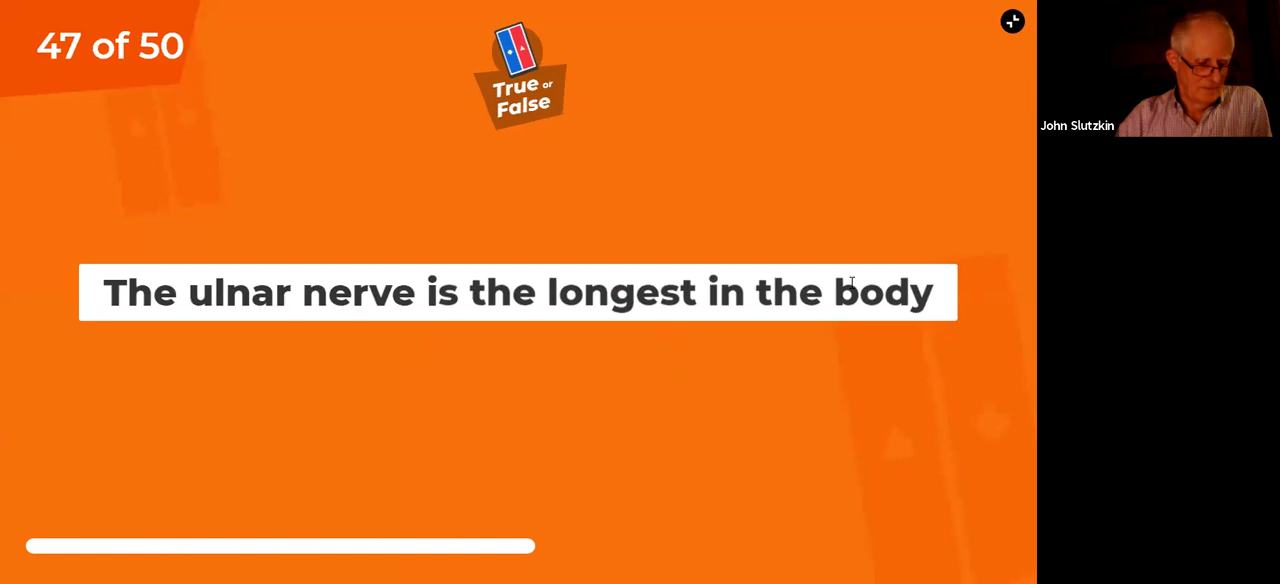 47 of 50
True or
False
John Slutzkin
The ulnar nerve is the longest in the body